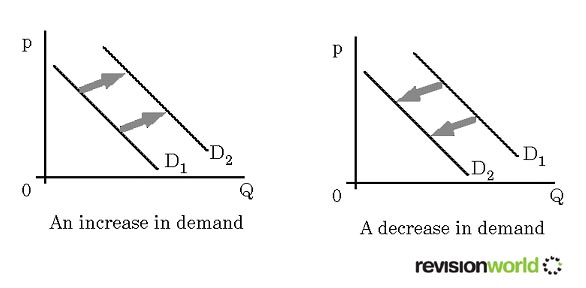 p
D1
D2
0
Q
An increase in demand
p
D1
D2
0
Q
A decrease in demand
revisionworld